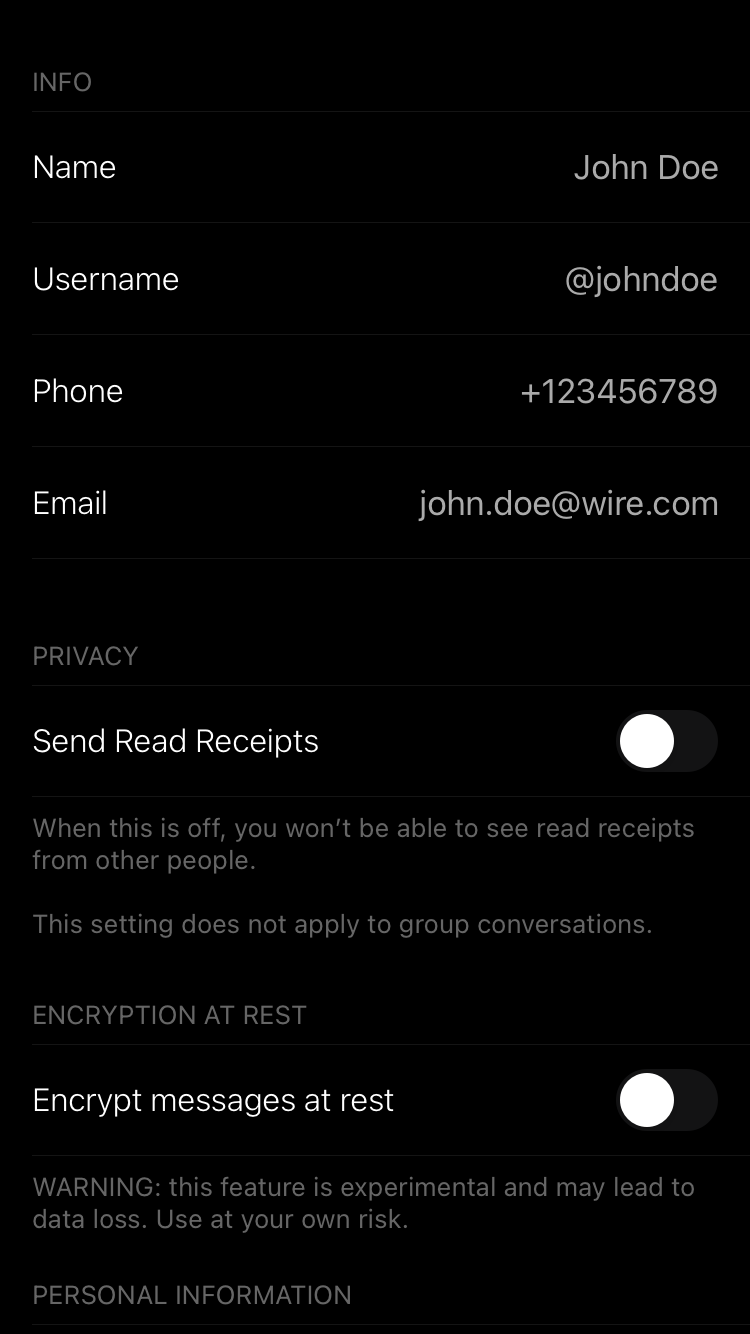 INFO
Name John Doe
Username @johndoe
Phone +123456789
Email john.doe@wire.com
PRIVACY
Send Read Receipts
When this is off, you won’t be able to see read receipts
from other people.
This setting does not apply to group conversations.
ENCRYPTION AT REST
Encrypt messages at rest
WARNING: this feature is experimental and may lead to
data loss. Use at your own risk.
PERSONAL INFORMATION